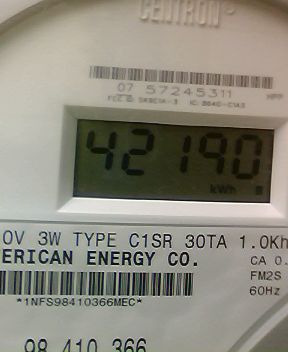 CENTRON®
07 57245311
42190
kWh
0V 3W TYPE C1SR 30TA 1.0Kh
ERICAN ENERGY CO.
CA 0.
FM2S
60Hz
*1NFS98410366MEC*
98 410 366